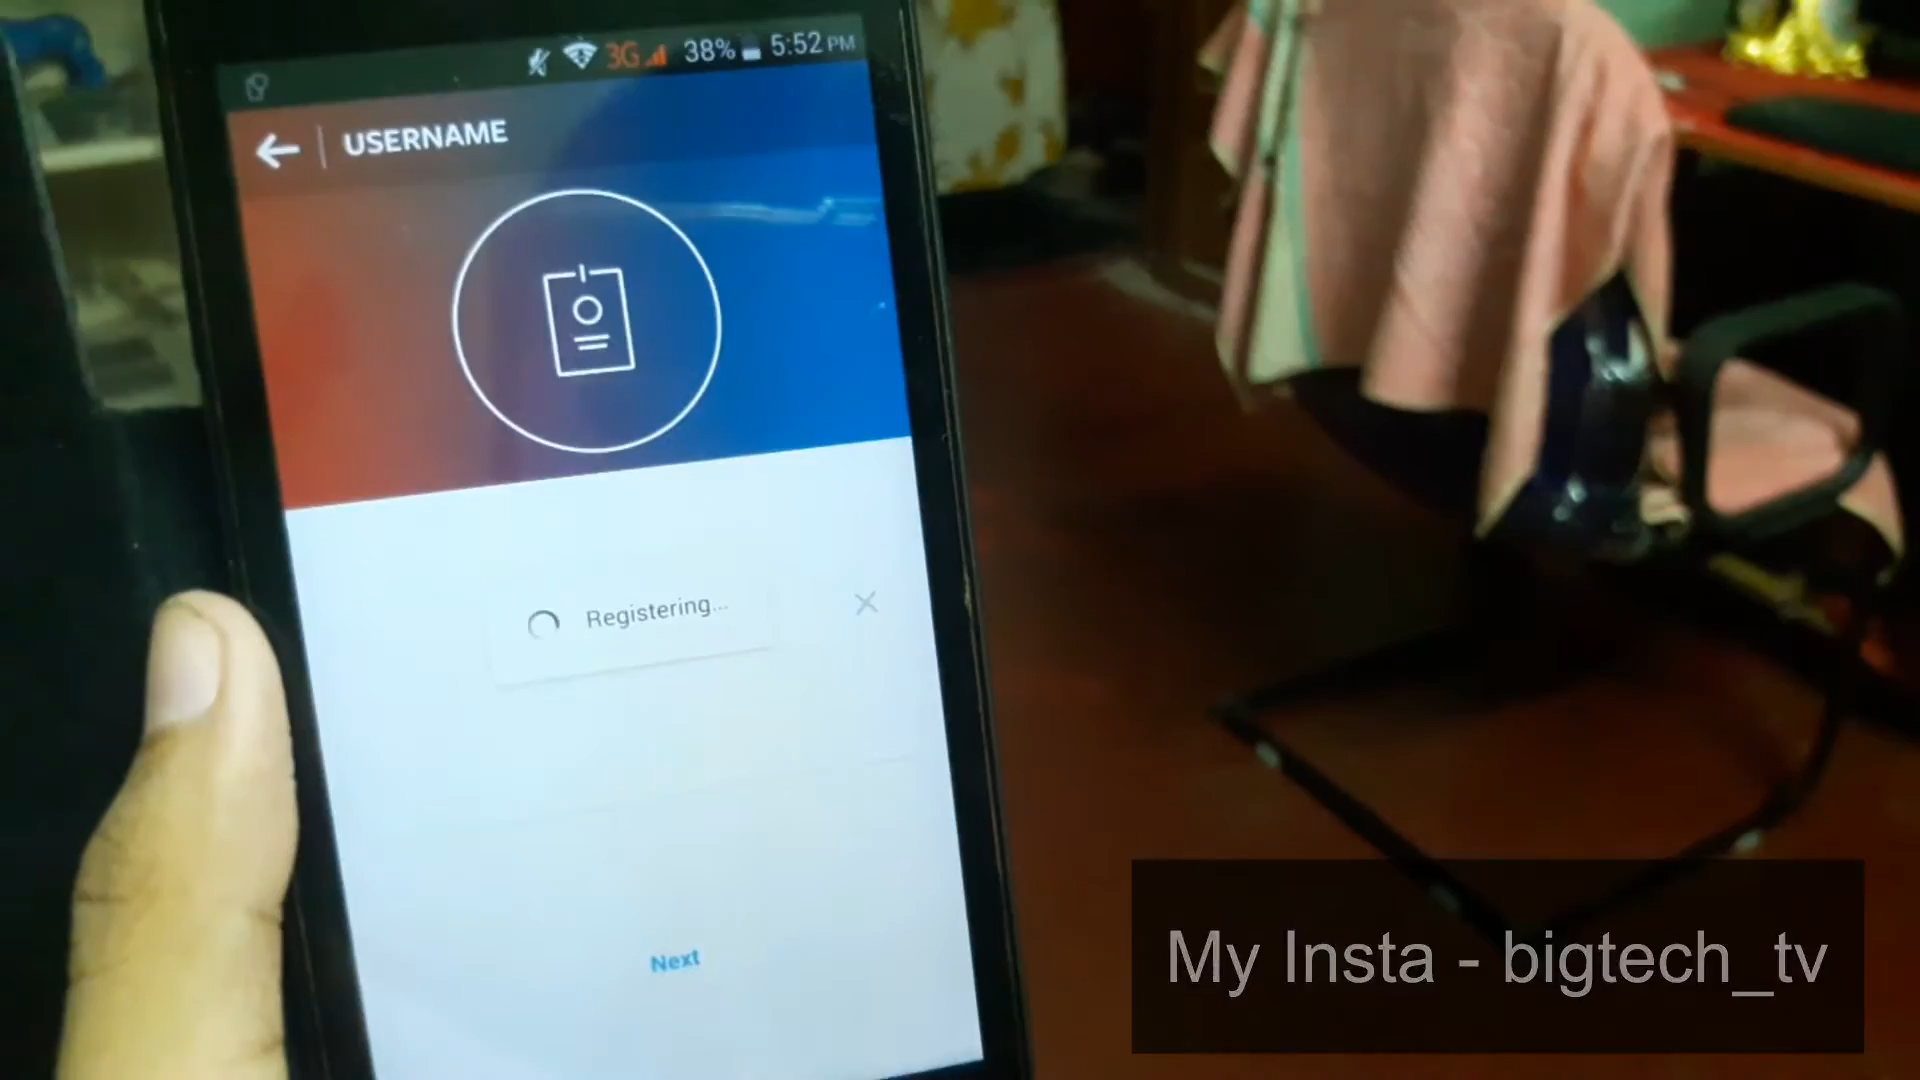 3G 38% 5:52 PM
USERNAME
Registering...
Next
My Insta - bigtech_tv